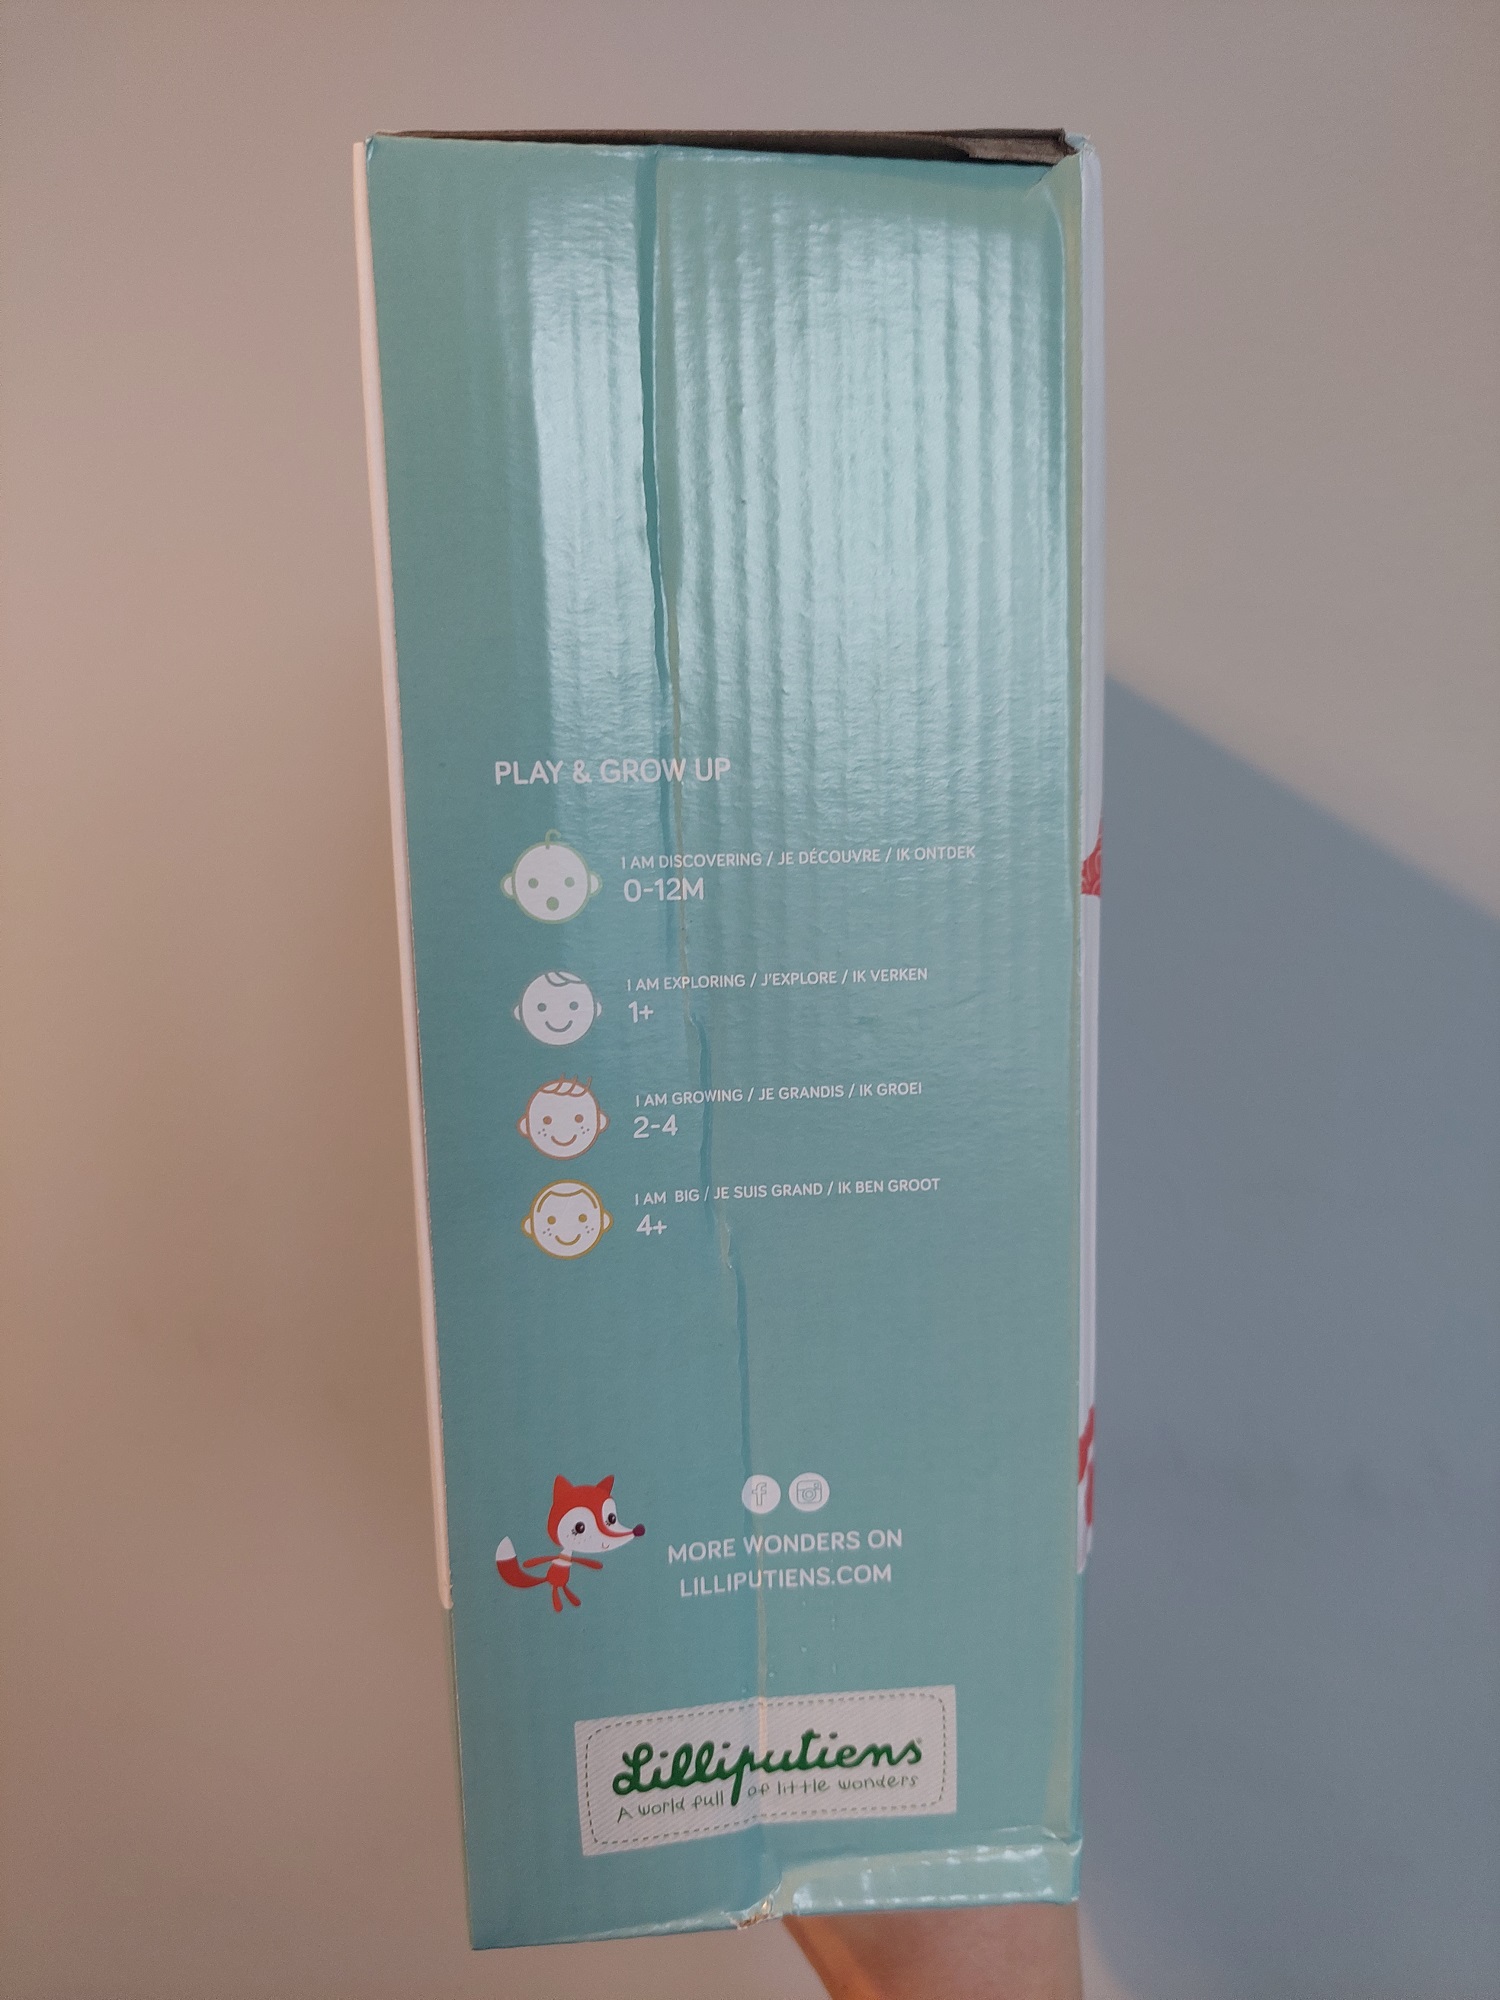 PLAY & GROW UP
I AM DISCOVERING / JE DÉCOUVRE / IK ONTDEK
0-12M
I AM EXPLORING / J'EXPLORE / IK VERKEN
1+
I AM GROWING / JE GRANDIS / IK GROEI
2-4
I AM BIG / JE SUIS GRAND / IK BEN GROOT
4+
MORE WONDERS ON
LILLIPUTIENS.COM
Lilliputiens
A world full of little wonders